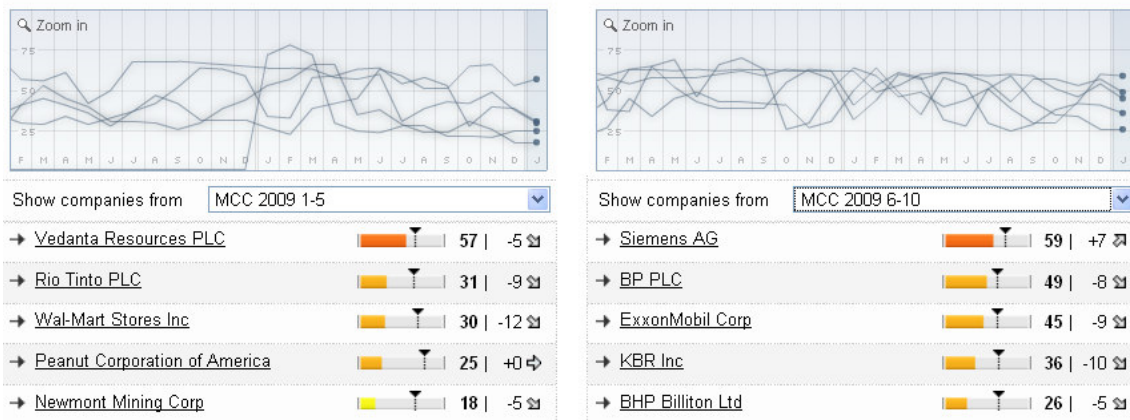 Zoom in
75
50
25
F M A M J J A S O N D J F M A M J J A S O N D J
Show companies from MCC 2009 1-5
Vedanta Resources PLC 57 | -5
Rio Tinto PLC 31 | -9
Wal-Mart Stores Inc 30 | -12
Peanut Corporation of America 25 | +0
Newmont Mining Corp 18 | -5
Zoom in
75
50
25
F M A M J J A S O N D J F M A M J J A S O N D J
Show companies from MCC 2009 6-10
Siemens AG 59 | +7
BP PLC 49 | -8
ExxonMobil Corp 45 | -9
KBR Inc 36 | -10
BHP Billiton Ltd 26 | -5